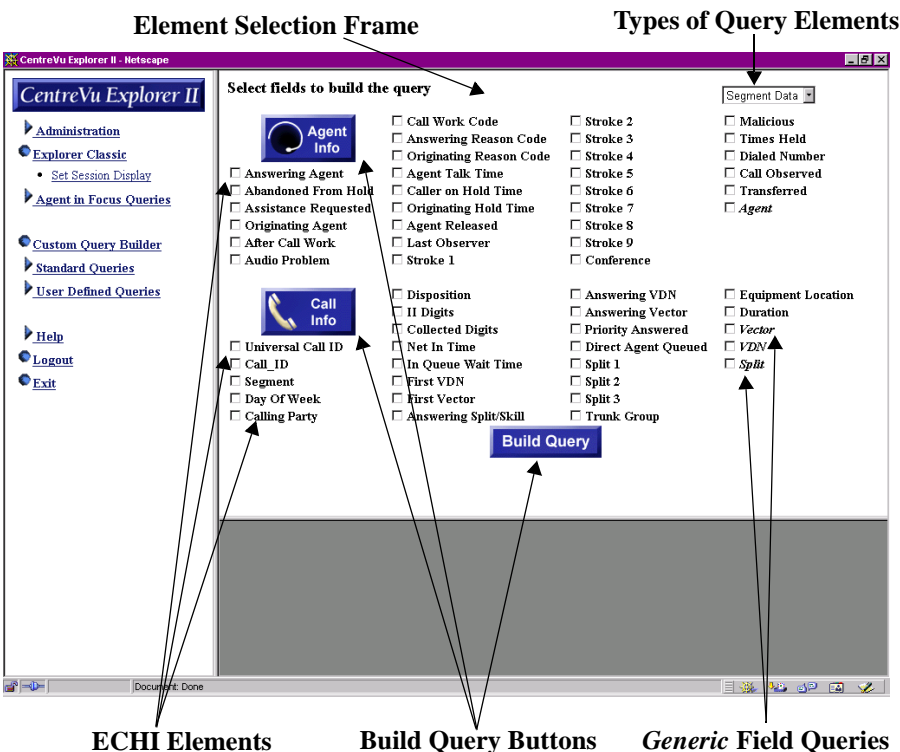 Element Selection Frame
Types of Query Elements
CentreVu Explorer II - Netscape
CentreVu Explorer II
Administration
Explorer Classic
Set Session Display
Agent in Focus Queries
Custom Query Builder
Standard Queries
User Defined Queries
Help
Logout
Exit
Select fields to build the query
Segment Data
Agent Info
Answering Agent
Abandoned From Hold
Assistance Requested
Originating Agent
After Call Work
Audio Problem
Call Work Code
Answering Reason Code
Originating Reason Code
Agent Talk Time
Caller on Hold Time
Originating Hold Time
Agent Released
Last Observer
Stroke 1
Stroke 2
Stroke 3
Stroke 4
Stroke 5
Stroke 6
Stroke 7
Stroke 8
Stroke 9
Conference
Malicious
Times Held
Dialed Number
Call Observed
Transferred
Agent
Call Info
Universal Call ID
Call_ID
Segment
Day Of Week
Calling Party
Disposition
II Digits
Collected Digits
Net In Time
In Queue Wait Time
First VDN
First Vector
Answering Split/Skill
Answering VDN
Answering Vector
Priority Answered
Direct Agent Queued
Split 1
Split 2
Split 3
Trunk Group
Equipment Location
Duration
Vector
VDN
Split
Build Query
Document: Done
ECHI Elements
Build Query Buttons
Generic Field Queries